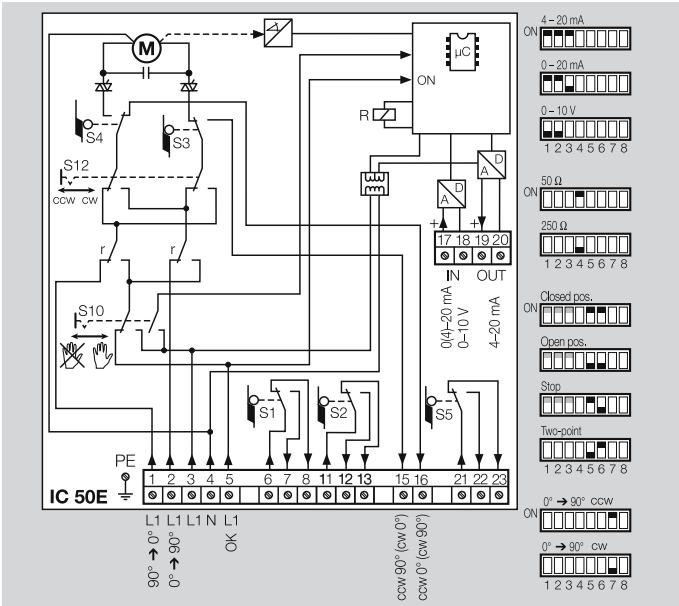 4–20 mA
ON
0–20 mA
0–10 V
1 2 3 4 5 6 7 8
50 Ω
ON
250 Ω
1 2 3 4 5 6 7 8
Closed pos.
ON
Open pos.
Stop
Two-point
1 2 3 4 5 6 7 8
0° ➔ 90° ccw
ON
0° ➔ 90° cw
1 2 3 4 5 6 7 8
M
µC
ON
R
S4
S3
S12
ccw cw
D
A
D
A
+
+
17 18 19 20
IN OUT
0(4)–20 mA
0–10 V
4–20 mA
r
r
S10
S1
S2
S5
PE
1 2 3 4 5 6 7 8 11 12 13 15 16 21 22 23
IC 50E
L1 L1 L1 N L1
90° ➔ 0°
0° ➔ 90°
OK
ccw 90° (cw 0°)
ccw 0° (cw 90°)